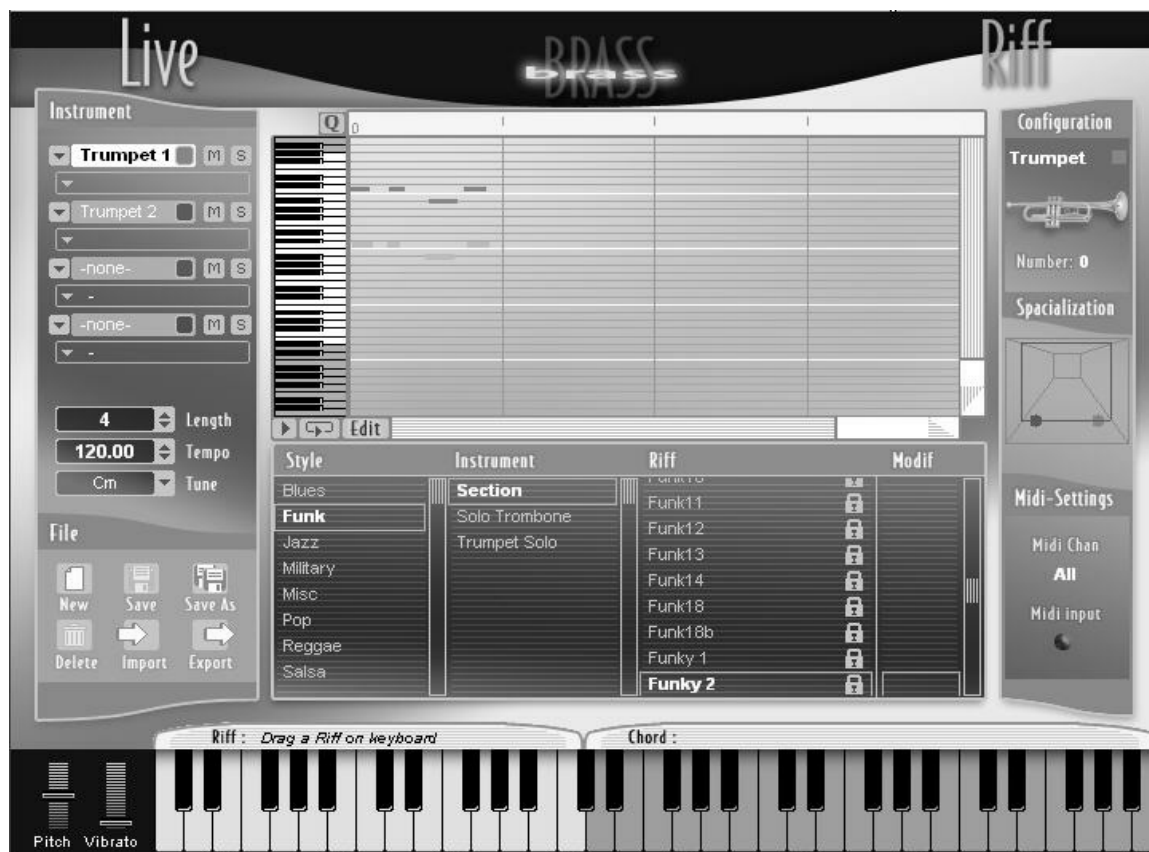 Live
BRASS
brass
Riff
Instrument
Trumpet 1 M S
Trumpet 2 M S
-none- M S
-
-none- M S
-
4 Length
120.00 Tempo
Cm Tune
File
New Save Save As
Delete Import Export
Q 0
Edit
Style Instrument Riff Modif
Blues
Funk
Jazz
Military
Misc
Pop
Reggae
Salsa
Section
Solo Trombone
Trumpet Solo
Funk11
Funk12
Funk13
Funk14
Funk18
Funk18b
Funky 1
Funky 2
Configuration
Trumpet
Number: 0
Spacialization
Midi-Settings
Midi Chan
All
Midi input
Riff : Drag a Riff on keyboard
Chord :
Pitch Vibrato